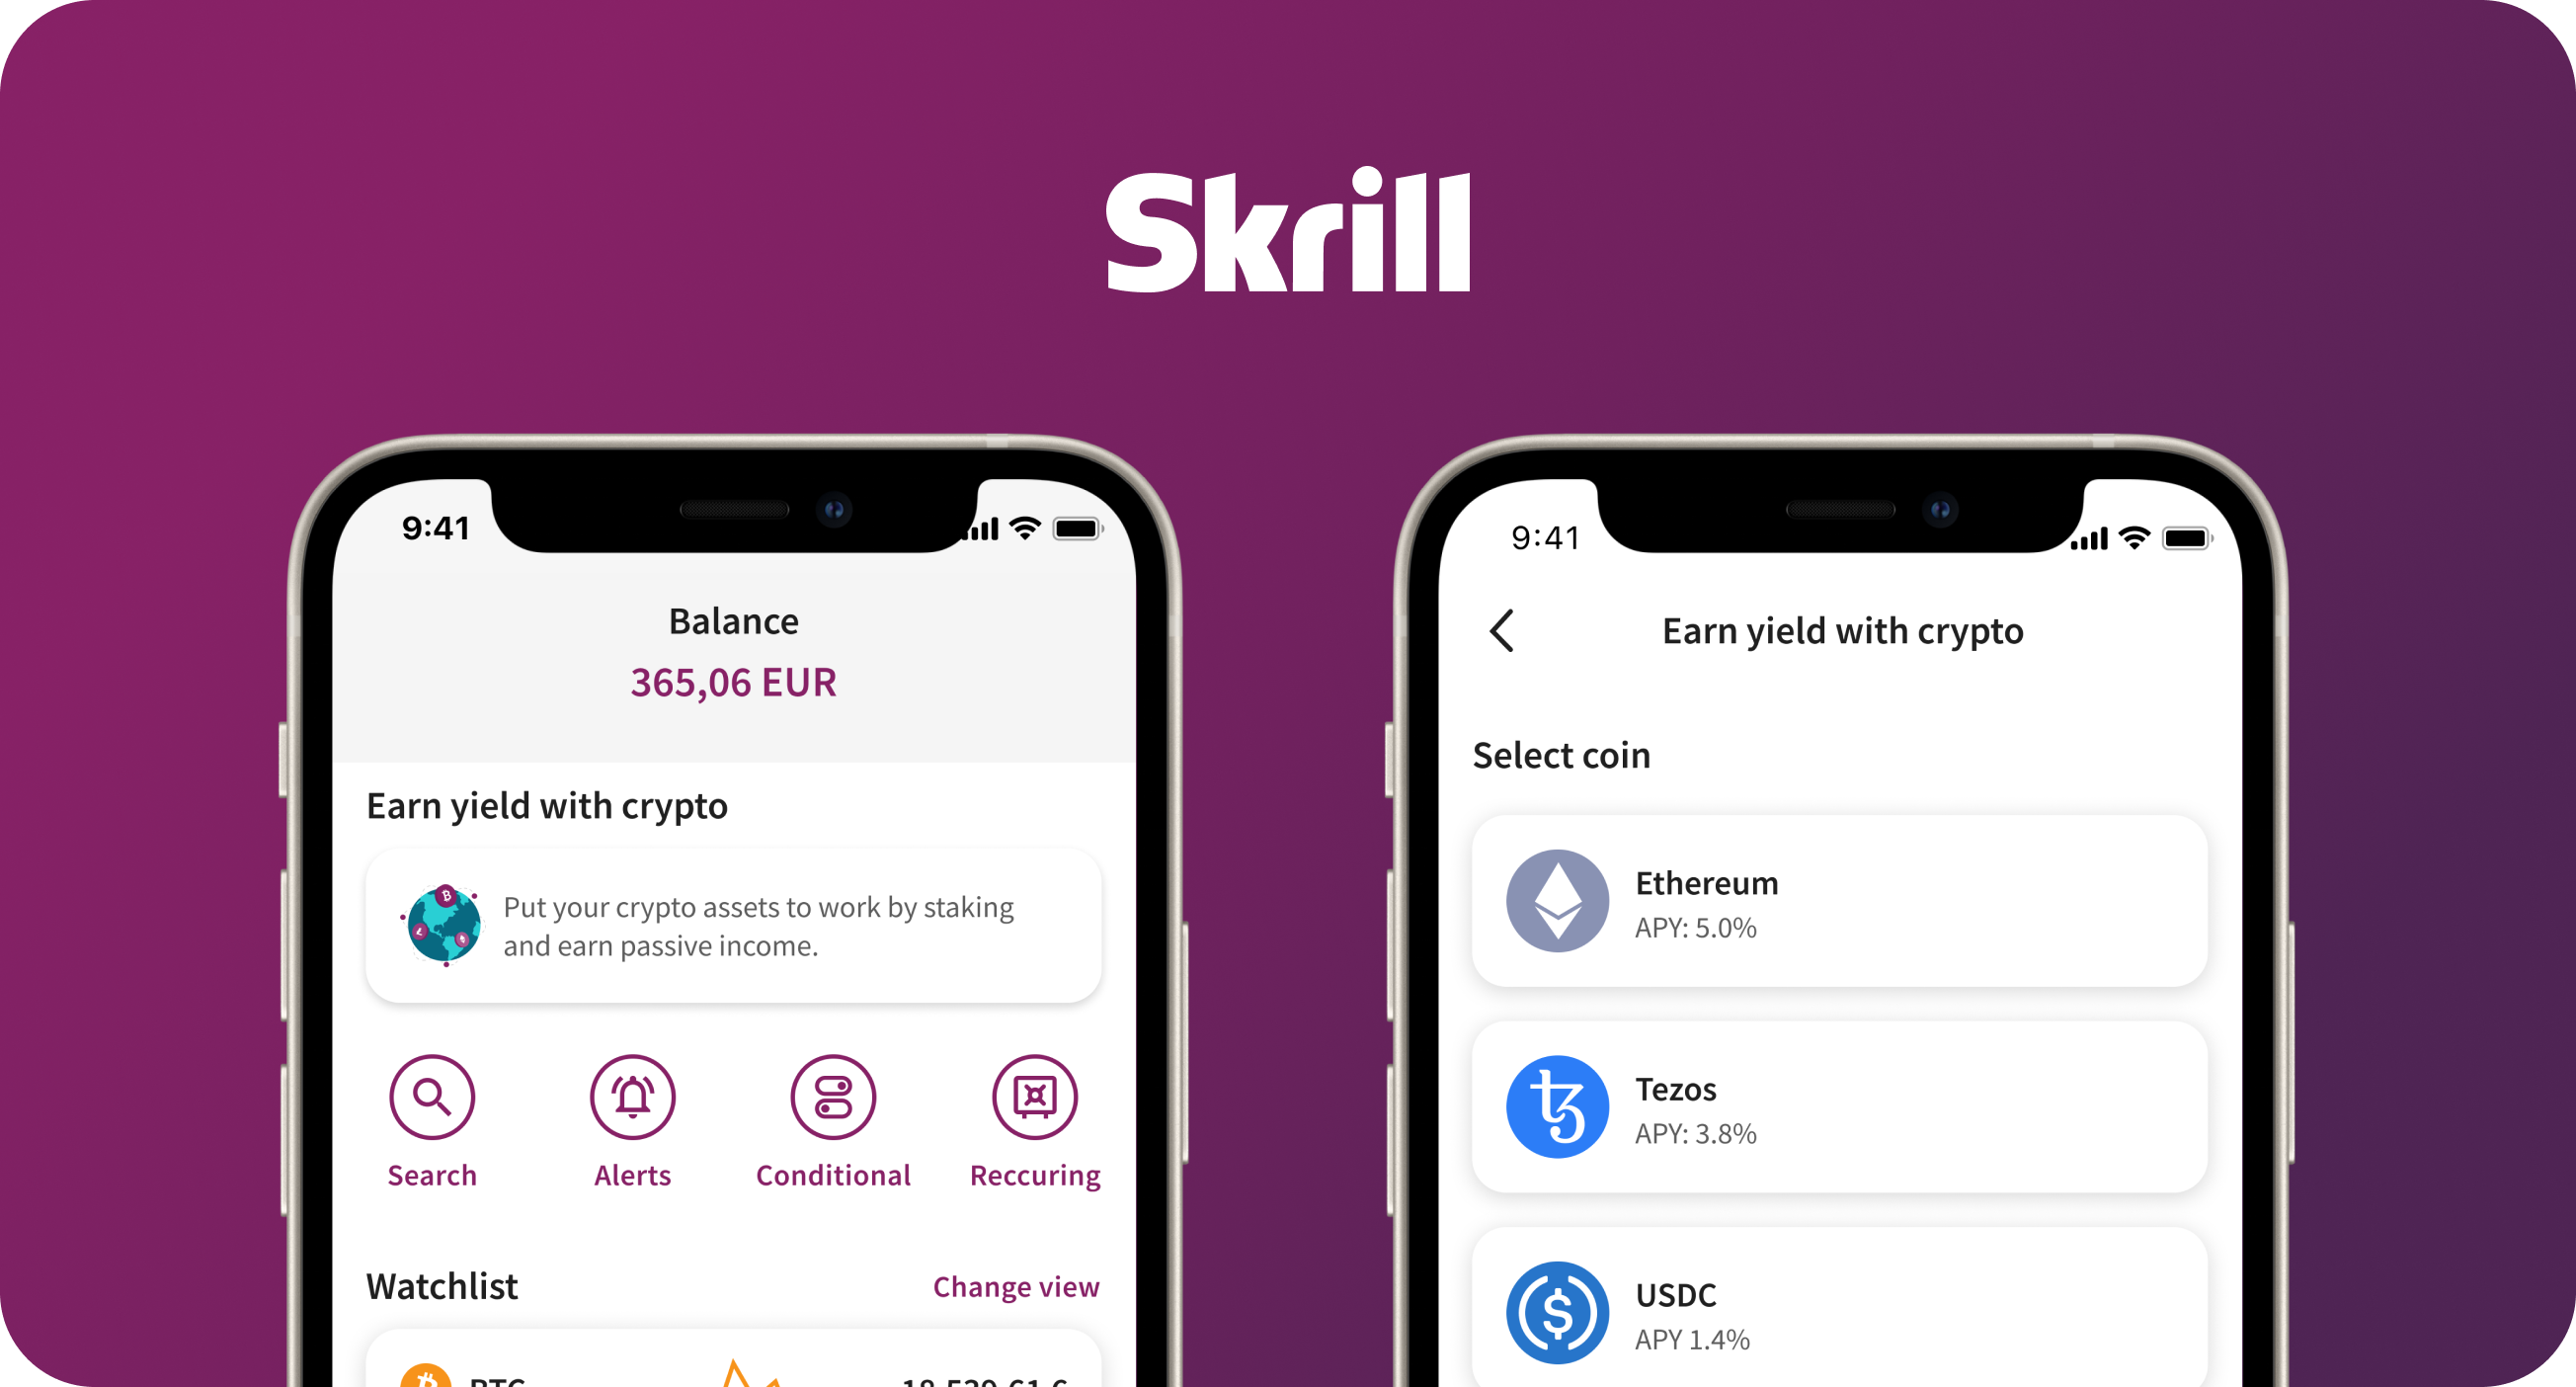 Skrill
9:41
Balance
365,06 EUR
Earn yield with crypto
Put your crypto assets to work by staking
and earn passive income.
Search
Alerts
Conditional
Reccuring
Watchlist
Change view
BTC
9:41
Earn yield with crypto
Select coin
Ethereum
APY: 5.0%
Tezos
APY: 3.8%
USDC
APY 1.4%